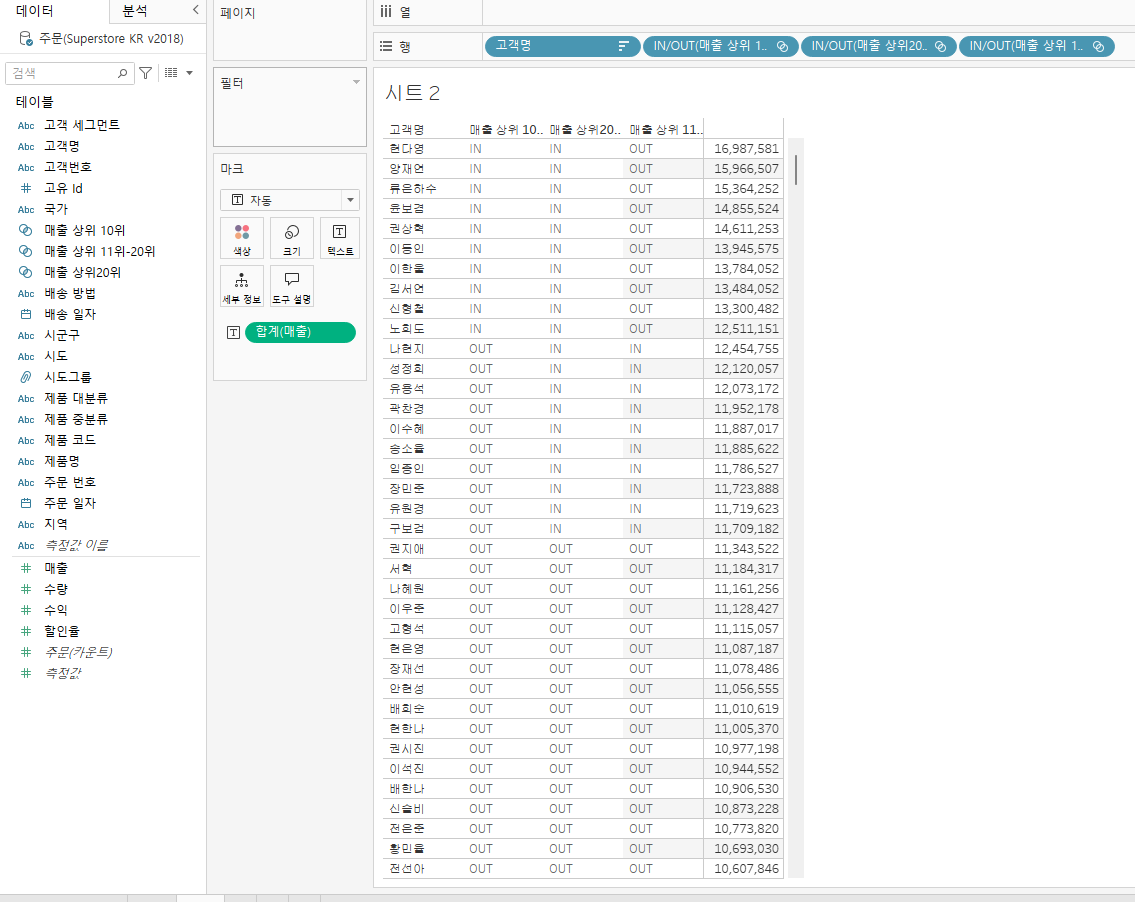 데이터
분석
주문(Superstore KR v2018)
검색
테이블
Abc 고객 세그먼트
Abc 고객명
Abc 고객번호
# 고유 Id
Abc 국가
매출 상위 10위
매출 상위 11위-20위
매출 상위20위
Abc 배송 방법
배송 일자
Abc 시군구
Abc 시도
시도그룹
Abc 제품 대분류
Abc 제품 중분류
Abc 제품 코드
Abc 제품명
Abc 주문 번호
주문 일자
Abc 지역
Abc 측정값 이름
# 매출
# 수량
# 수익
# 할인율
# 주문(카운트)
# 측정값
페이지
필터
마크
자동
색상 크기 텍스트
세부 정보 도구 설명
합계(매출)
열
행 고객명 IN/OUT(매출 상위 1.. IN/OUT(매출 상위20.. IN/OUT(매출 상위 1..
시트 2
고객명 매출 상위 10.. 매출 상위20.. 매출 상위 11..
현다영 IN IN OUT 16,987,581
양재연 IN IN OUT 15,966,507
류은하수 IN IN OUT 15,364,252
윤보겸 IN IN OUT 14,855,524
권상혁 IN IN OUT 14,611,253
이동인 IN IN OUT 13,945,575
이한율 IN IN OUT 13,784,052
김서연 IN IN OUT 13,484,052
신형철 IN IN OUT 13,300,482
노희도 IN IN OUT 12,511,151
나현지 OUT IN IN 12,454,755
성정희 OUT IN IN 12,120,057
유용석 OUT IN IN 12,073,172
곽찬경 OUT IN IN 11,952,178
이수혜 OUT IN IN 11,887,017
송소율 OUT IN IN 11,885,622
임종인 OUT IN IN 11,786,527
장민준 OUT IN IN 11,723,888
유원경 OUT IN IN 11,719,623
구보검 OUT IN IN 11,709,182
권지애 OUT OUT OUT 11,343,522
서혁 OUT OUT OUT 11,184,317
나혜원 OUT OUT OUT 11,161,256
이우준 OUT OUT OUT 11,128,427
고형석 OUT OUT OUT 11,115,057
현은영 OUT OUT OUT 11,087,187
장재선 OUT OUT OUT 11,078,486
안현성 OUT OUT OUT 11,056,555
배희순 OUT OUT OUT 11,010,619
현한나 OUT OUT OUT 11,005,370
권시진 OUT OUT OUT 10,977,198
이석진 OUT OUT OUT 10,944,552
배한나 OUT OUT OUT 10,906,530
신슬비 OUT OUT OUT 10,873,228
전은준 OUT OUT OUT 10,773,820
황민율 OUT OUT OUT 10,693,030
전선아 OUT OUT OUT 10,607,846